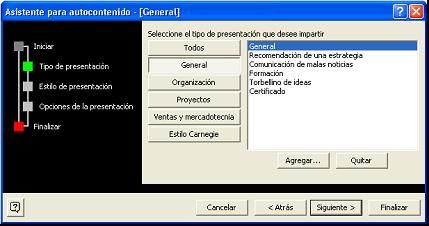 Asistente para autocontenido - [General]
Iniciar
Tipo de presentación
Estilo de presentación
Opciones de la presentación
Finalizar
Seleccione el tipo de presentación que desee impartir
Todos
General
Organización
Proyectos
Ventas y mercadotecnia
Estilo Carnegie
General
Recomendación de una estrategia
Comunicación de malas noticias
Formación
Torbellino de ideas
Certificado
Agregar...
Quitar
Cancelar
< Atrás
Siguiente >
Finalizar